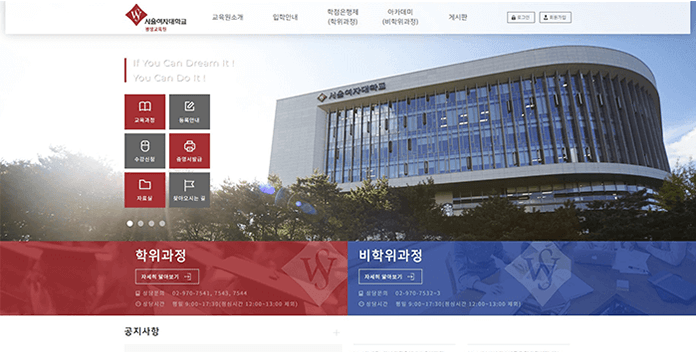 서울여자대학교
평생교육원
교육원소개
입학안내
학점은행제
(학위과정)
아카데미
(비학위과정)
게시판
로그인
회원가입
If You Can Dream It !
You Can Do It !
교육과정
등록안내
수강신청
증명서발급
자료실
찾아오시는 길
서울여자대학교
학위과정
자세히 알아보기
상담문의 02-970-7541, 7543, 7544
상담시간 평일 9:00~17:30(점심시간 12:00~13:00 제외)
비학위과정
자세히 알아보기
상담문의 02-970-7532~3
상담시간 평일 9:00~17:30(점심시간 12:00~13:00 제외)
공지사항